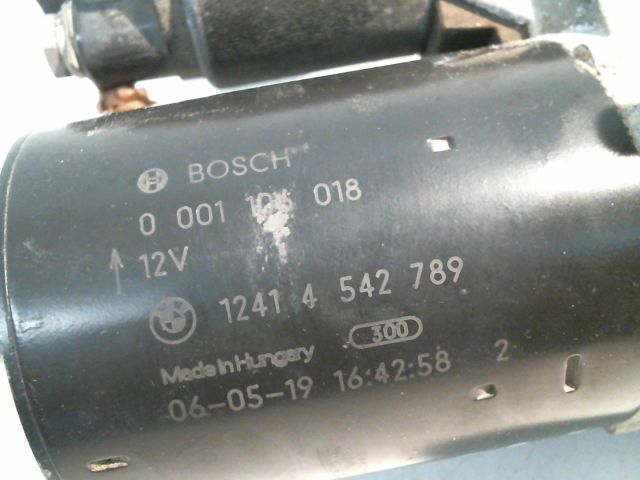 BOSCH
0 001 106 018
12V
1241 4 542 789
300
Made in Hungary
06-05-19 16:42:58 2